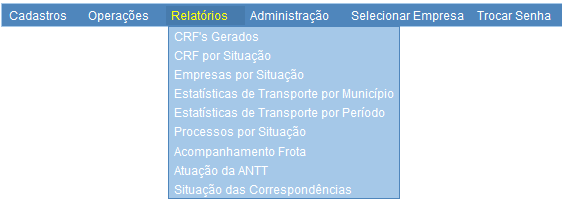 Cadastros Operações Relatórios Administração Selecionar Empresa Trocar Senha
CRF's Gerados
CRF por Situação
Empresas por Situação
Estatísticas de Transporte por Município
Estatísticas de Transporte por Período
Processos por Situação
Acompanhamento Frota
Atuação da ANTT
Situação das Correspondências